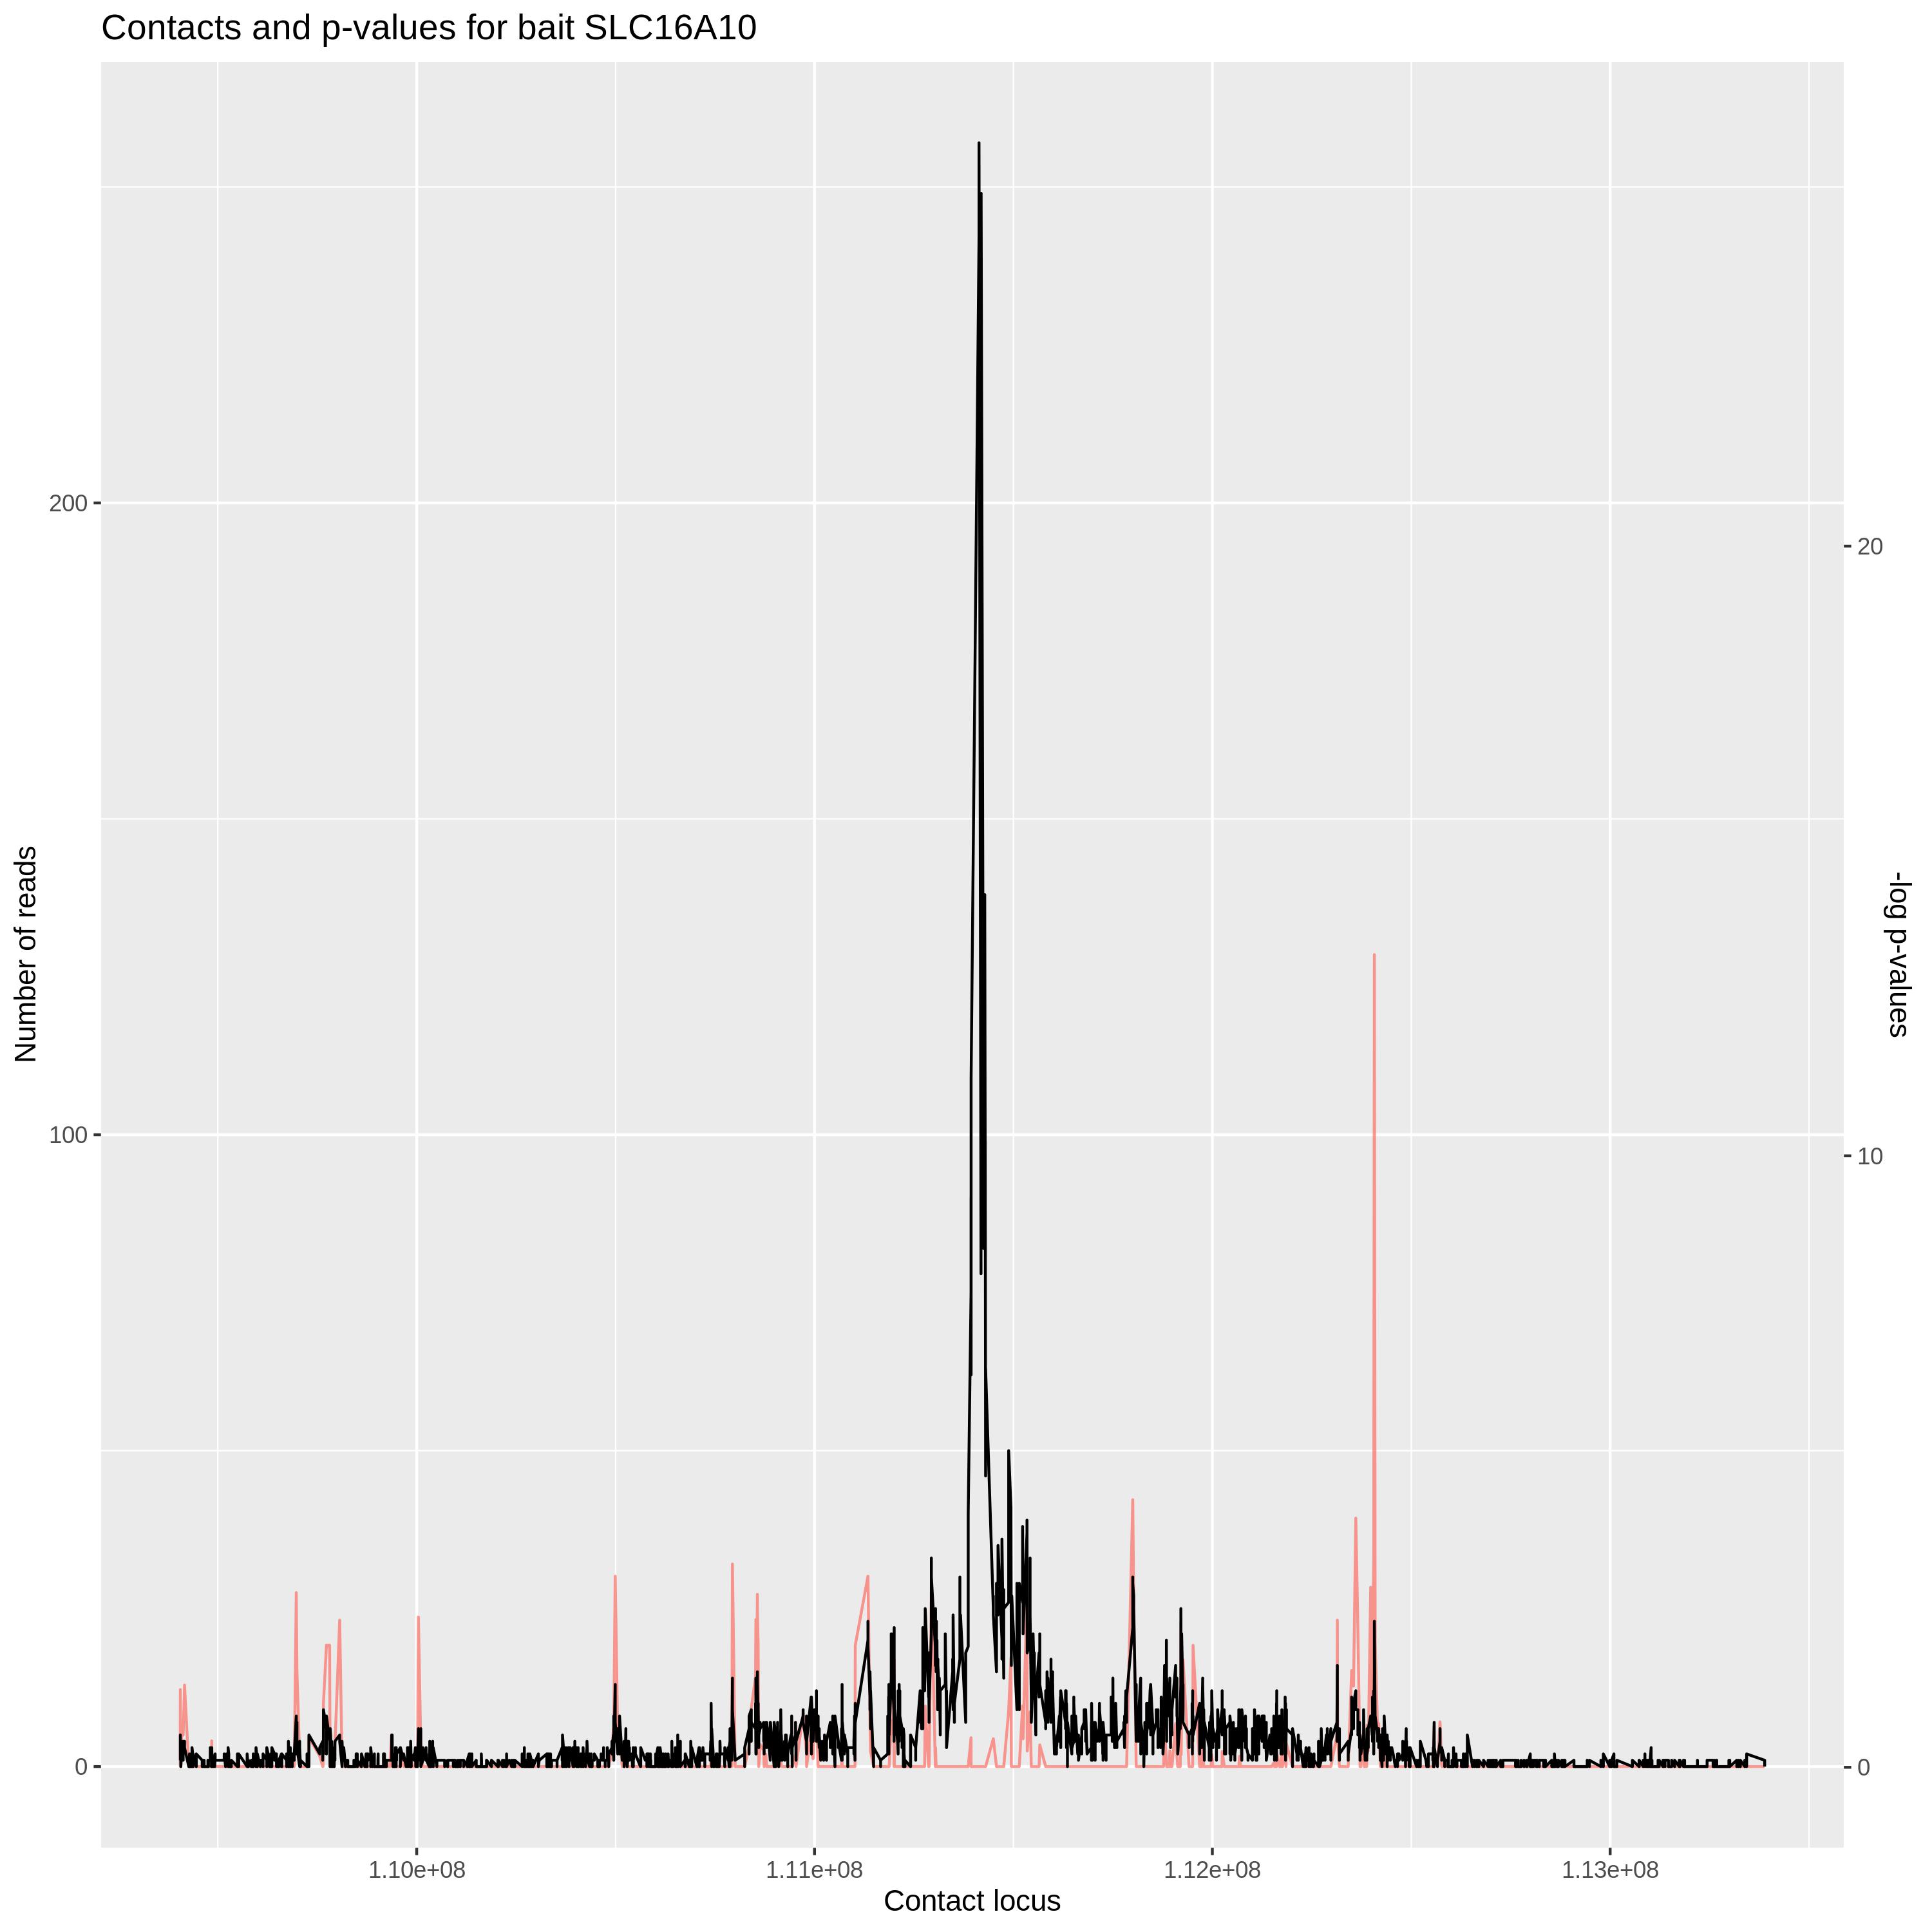 Contacts and p-values for bait SLC16A10
Number of reads
200
100
0
-log p-values
20
10
0
1.10e+08
1.11e+08
1.12e+08
1.13e+08
Contact locus